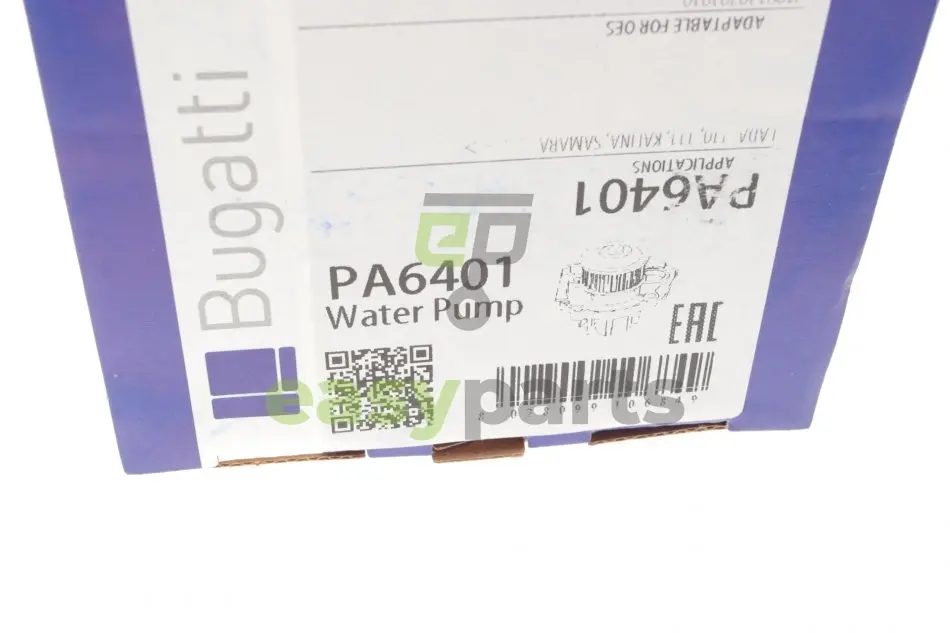 ADAPTABLE FOR OES
LADA 110, 111, KALINA, SAMARA
APPLICATIONS
PA6401
Bugatti
PA6401
Water Pump
EAC
easyparts